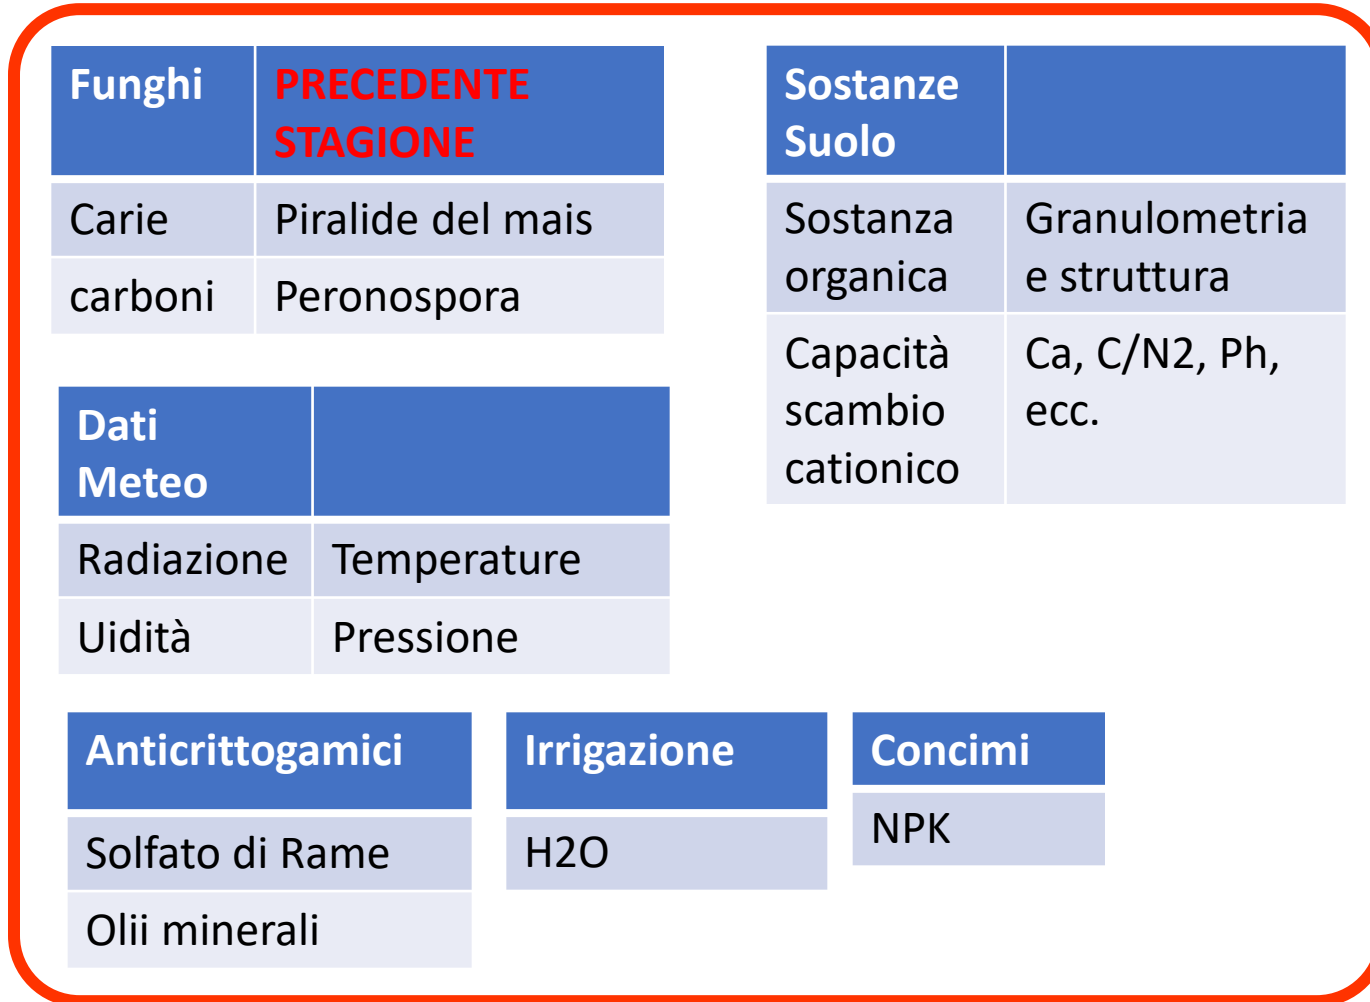 Funghi PRECEDENTE
STAGIONE
Carie Piralide del mais
carboni Peronospora
Sostanze
Suolo
Sostanza Granulometria
organica e struttura
Capacità Ca, C/N2, Ph,
scambio ecc.
cationico
Dati
Meteo
Radiazione Temperature
Uidità Pressione
Anticrittogamici
Solfato di Rame
Olii minerali
Irrigazione
H2O
Concimi
NPK